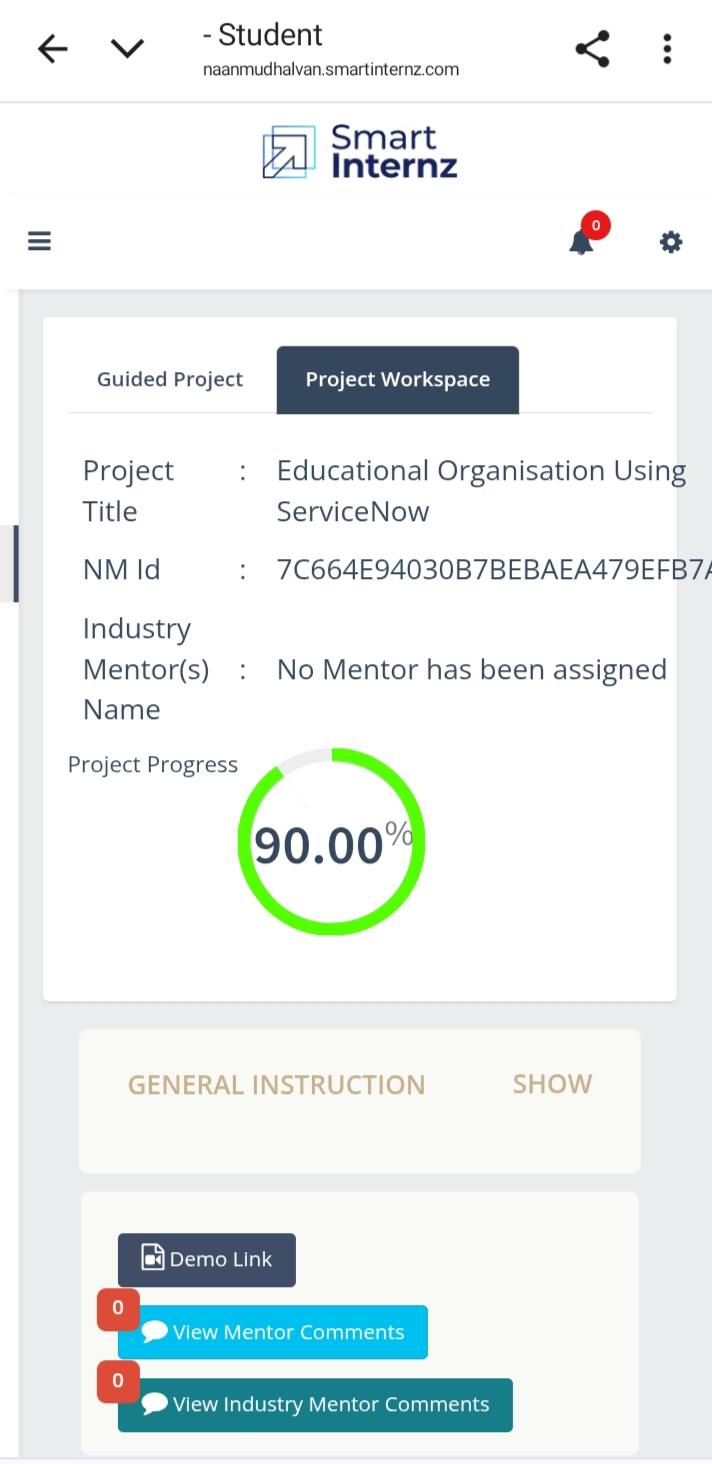 - Student
naanmudhalvan.smartinternz.com
Smart
Internz
0
Guided Project
Project Workspace
Project Title : Educational Organisation Using ServiceNow
NM Id : 7C664E94030B7BEBAEA479EFB7A
Industry Mentor(s) Name : No Mentor has been assigned
Project Progress
90.00%
GENERAL INSTRUCTION
SHOW
Demo Link
0
View Mentor Comments
0
View Industry Mentor Comments